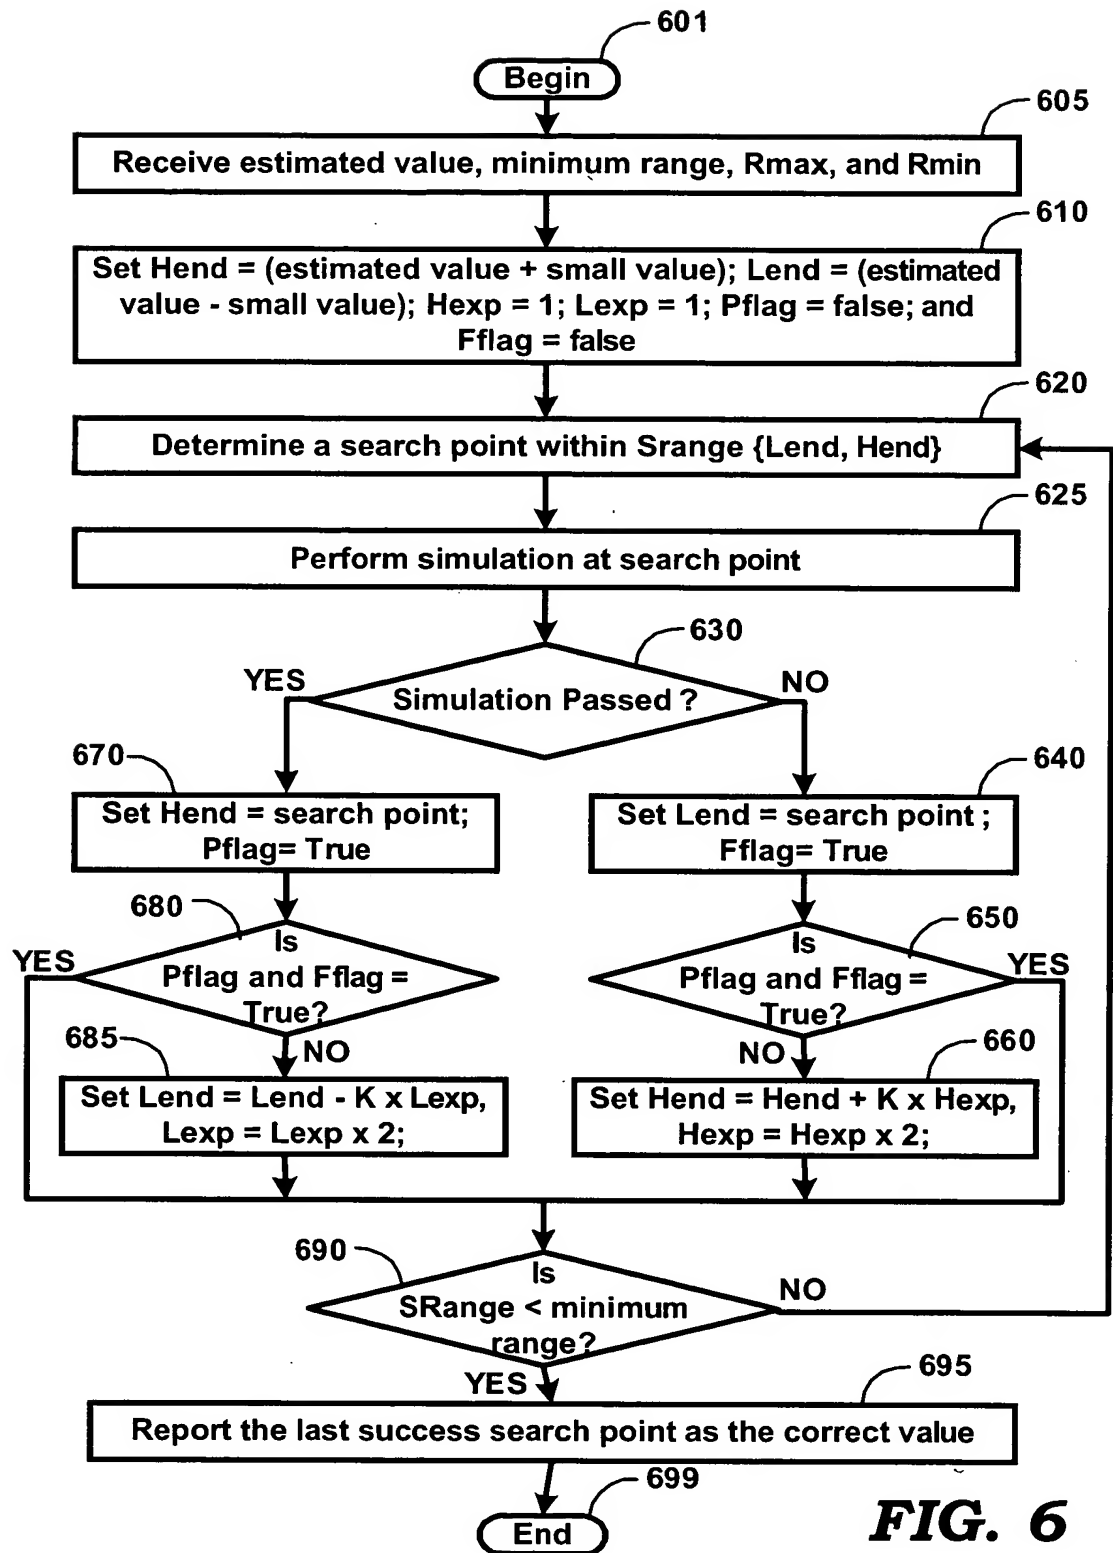 601
Begin
605
Receive estimated value, minimum range, Rmax, and Rmin
610
Set Hend = (estimated value + small value); Lend = (estimated
value - small value); Hexp = 1; Lexp = 1; Pflag = false; and
Fflag = false
620
Determine a search point within Srange {Lend, Hend}
625
Perform simulation at search point
630
YES
Simulation Passed ?
NO
670
Set Hend = search point;
Pflag= True
640
Set Lend = search point ;
Fflag= True
680
YES
Is
Pflag and Fflag =
True?
650
Is
Pflag and Fflag =
True?
YES
685
NO
Set Lend = Lend - K x Lexp,
Lexp = Lexp x 2;
NO
660
Set Hend = Hend + K x Hexp,
Hexp = Hexp x 2;
690
Is
SRange < minimum
range?
NO
YES
695
Report the last success search point as the correct value
699
End
FIG. 6